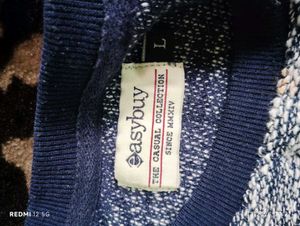 L
easybuy
THE CASUAL COLLECTION
SINCE MMXIV
REDMI 12 5G